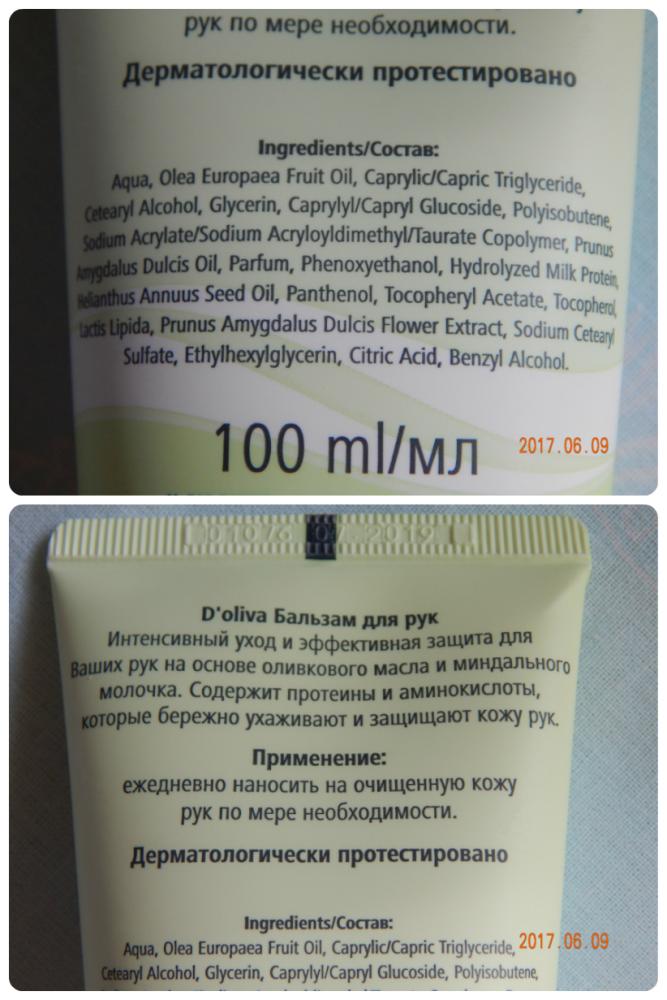 рук по мере необходимости.
Дерматологически протестировано
Ingredients/Состав:
Aqua, Olea Europaea Fruit Oil, Caprylic/Capric Triglyceride,
Cetearyl Alcohol, Glycerin, Caprylyl/Capryl Glucoside, Polyisobutene,
Sodium Acrylate/Sodium Acryloyldimethyl/Taurate Copolymer, Prunus
Amygdalus Dulcis Oil, Parfum, Phenoxyethanol, Hydrolyzed Milk Protein,
Helianthus Annuus Seed Oil, Panthenol, Tocopheryl Acetate, Tocopherol,
Lactis Lipida, Prunus Amygdalus Dulcis Flower Extract, Sodium Cetearyl
Sulfate, Ethylhexylglycerin, Citric Acid, Benzyl Alcohol.
100 ml/мл
2017.06.09
01076 07.2019
D'oliva Бальзам для рук
Интенсивный уход и эффективная защита для
Ваших рук на основе оливкового масла и миндального
молочка. Содержит протеины и аминокислоты,
которые бережно ухаживают и защищают кожу рук.
Применение:
ежедневно наносить на очищенную кожу
рук по мере необходимости.
Дерматологически протестировано
Ingredients/Состав:
Aqua, Olea Europaea Fruit Oil, Caprylic/Capric Triglyceride,
2017.06.09
Cetearyl Alcohol, Glycerin, Caprylyl/Capryl Glucoside, Polyisobutene,